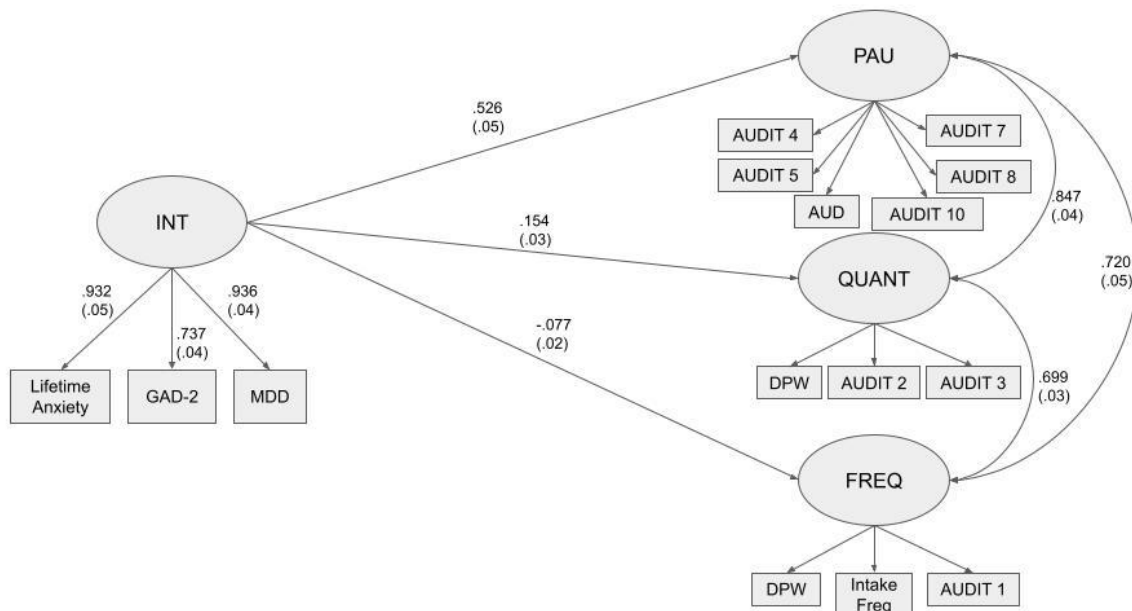 PAU
.526
(.05)
AUDIT 4
AUDIT 7
AUDIT 5
AUDIT 8
AUD
AUDIT 10
.847
(.04)
INT
.154
(.03)
QUANT
.720
(.05)
.932
(.05)
.737
(.04)
.936
(.04)
-.077
(.02)
Lifetime
Anxiety
GAD-2
MDD
DPW
AUDIT 2
AUDIT 3
.699
(.03)
FREQ
DPW
Intake
Freq
AUDIT 1